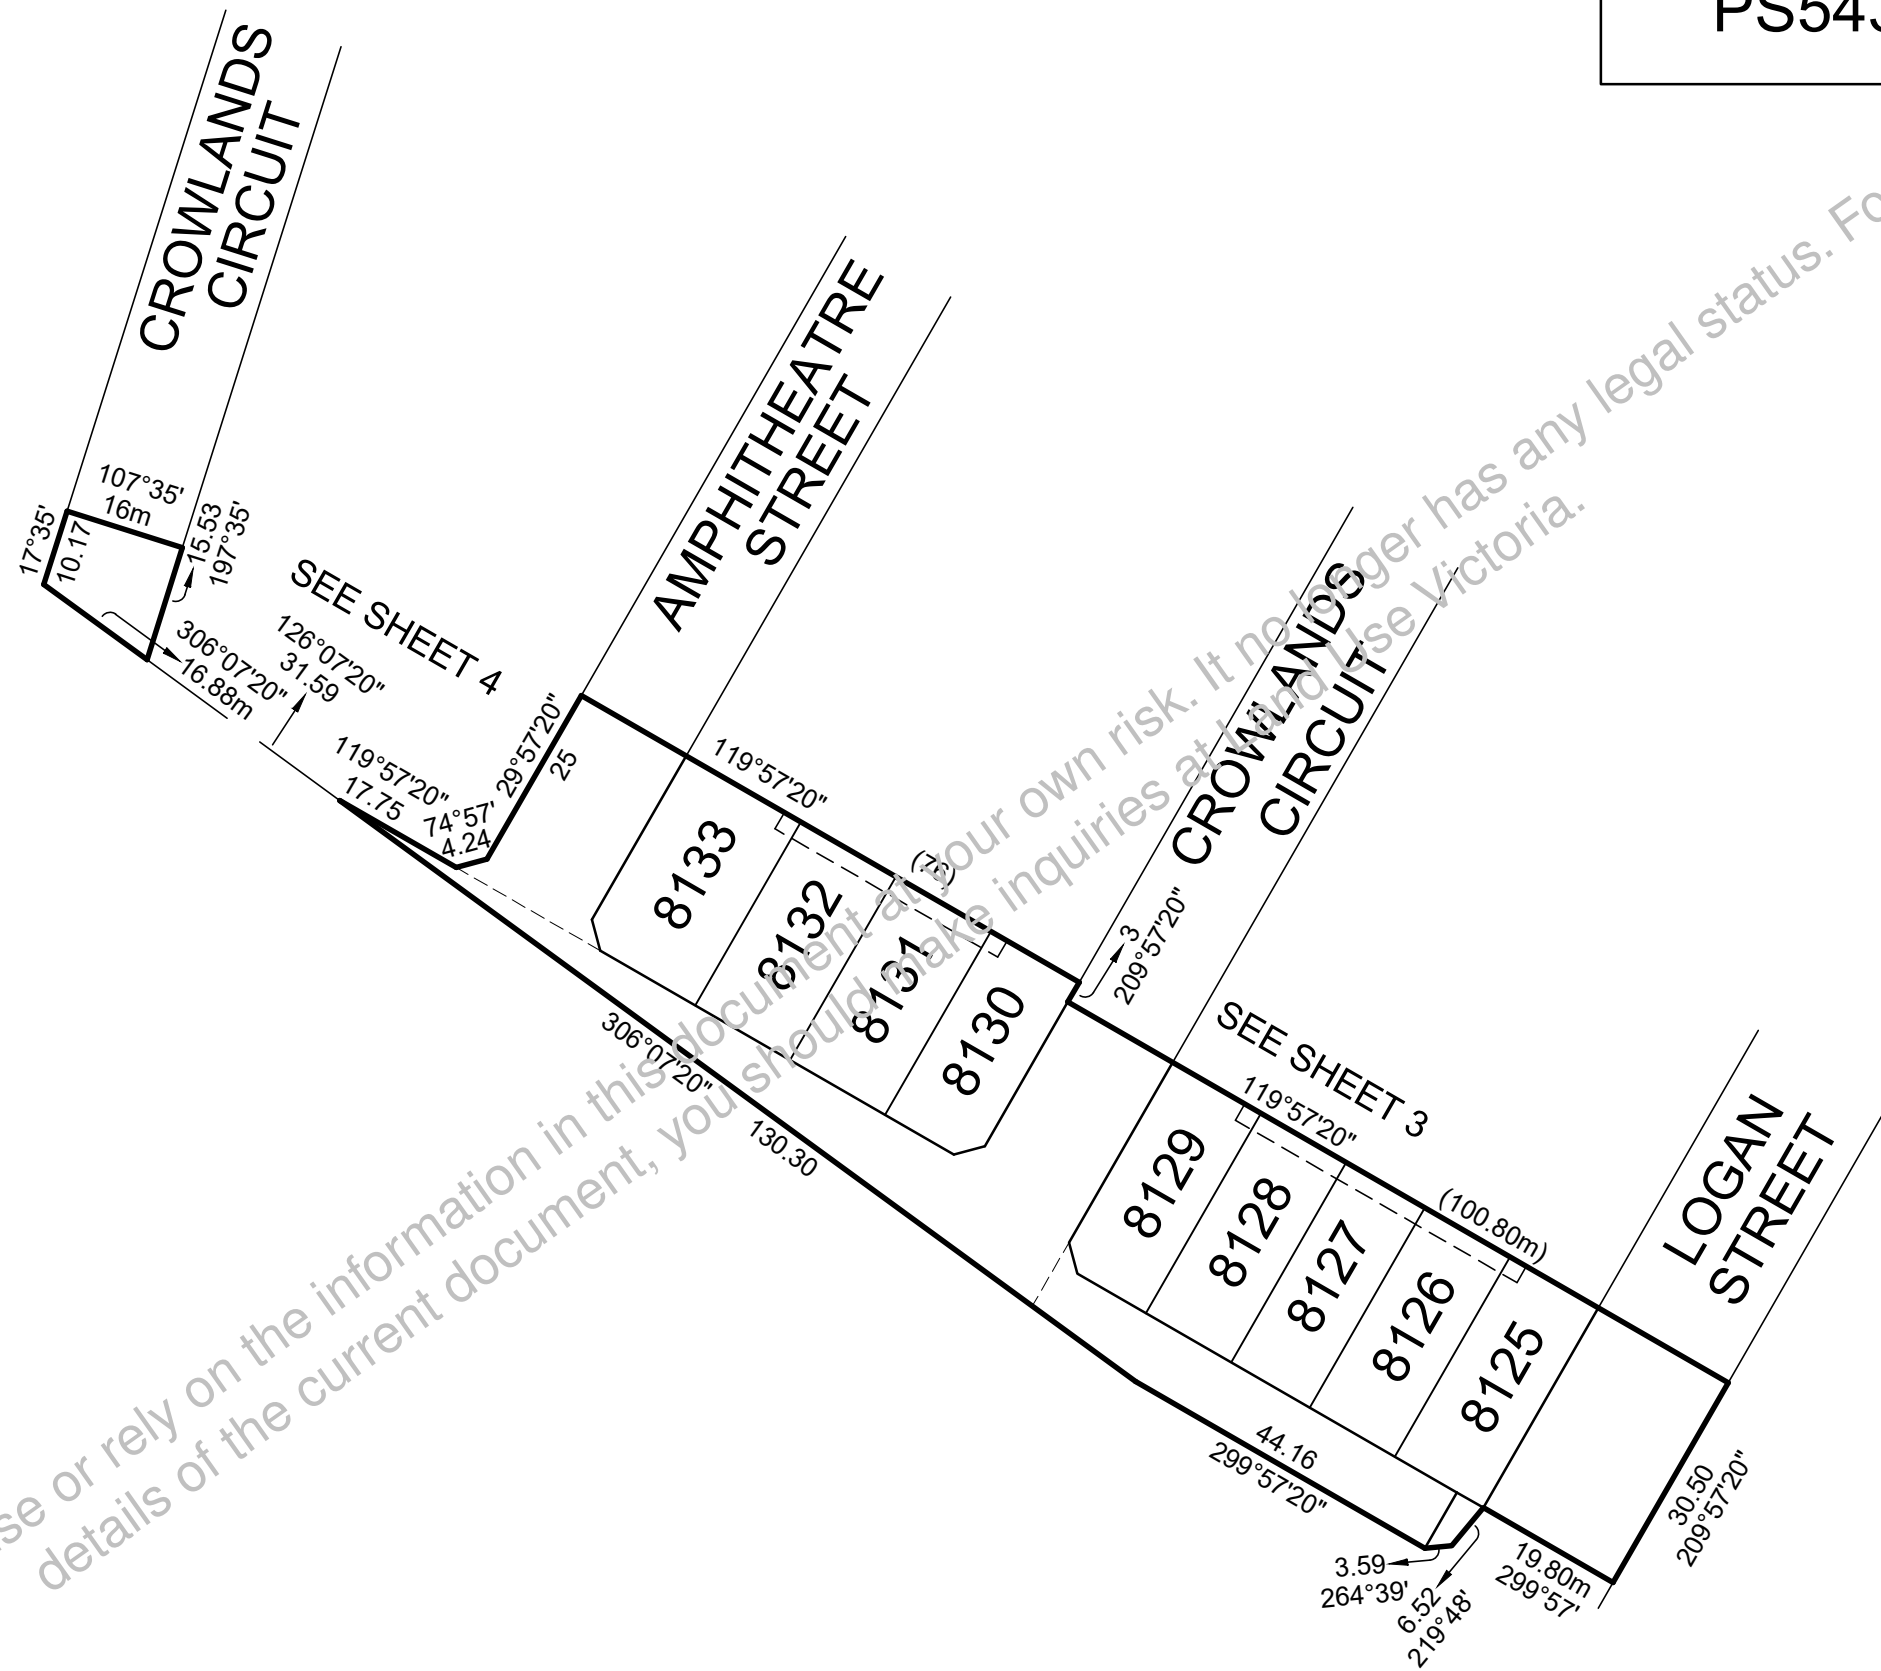 PS543
CROWLANDS
CIRCUIT
AMPHITHEATRE
STREET
107°35'
16m
17°35'
10.17
15.53
197°35'
SEE SHEET 4
306°07'20"
16.88m
126°07'20"
31.59
119°57'20"
17.75
74°57'
4.24
29°57'20"
25
119°57'20"
(76)
CROWLANDS
CIRCUIT
3
209°57'20"
8133
8132
8131
8130
306°07'20"
130.30
SEE SHEET 3
119°57'20"
(100.80m)
LOGAN
STREET
8129
8128
8127
8126
8125
44.16
299°57'20"
30.50
209°57'20"
19.80m
299°57'
3.59
264°39'
6.52
219°48'
se or rely on the information in this document at your own risk. It no longer has any legal status. Fo
details of the current document, you should make inquiries at Land Use Victoria.